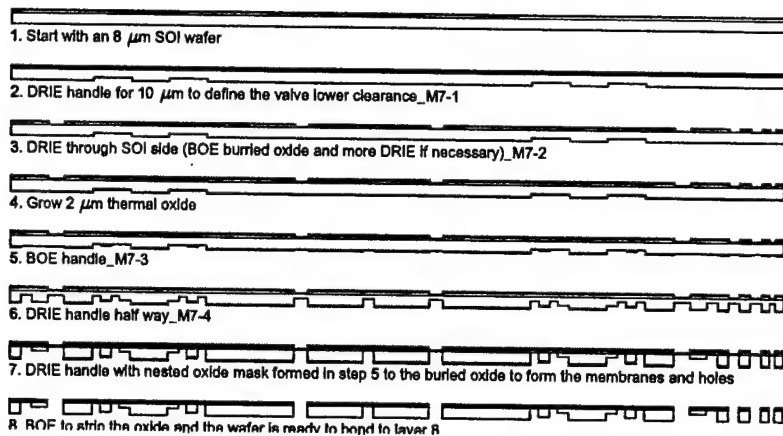 1. Start with an 8 μm SOI wafer
2. DRIE handle for 10 μm to define the valve lower clearance_M7-1
3. DRIE through SOI side (BOE burried oxide and more DRIE if necessary)_M7-2
4. Grow 2 μm thermal oxide
5. BOE handle_M7-3
6. DRIE handle half way_M7-4
7. DRIE handle with nested oxide mask formed in step 5 to the buried oxide to form the membranes and holes
8. BOE to strip the oxide and the wafer is ready to bond to layer 8